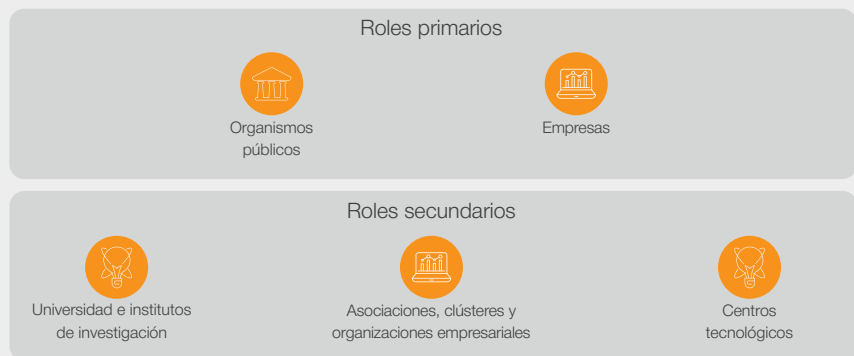 Roles primarios
Organismos
públicos
Empresas
Roles secundarios
Universidad e institutos
de investigación
Asociaciones, clústeres y
organizaciones empresariales
Centros
tecnológicos